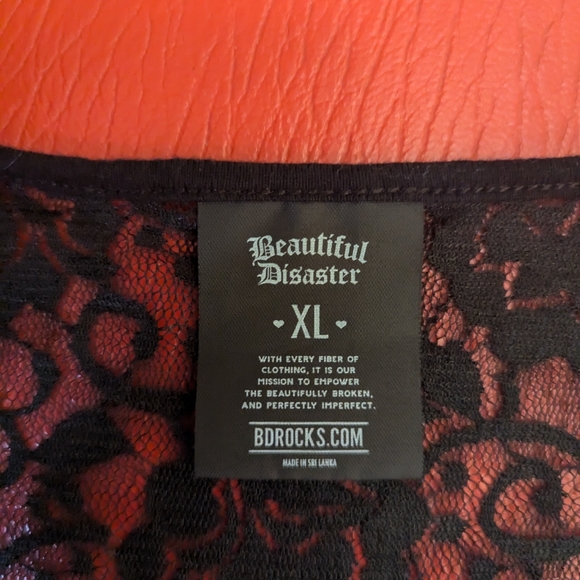 Beautiful
Disaster
XL
WITH EVERY FIBER OF
CLOTHING, IT IS OUR
MISSION TO EMPOWER
THE BEAUTIFULLY BROKEN,
AND PERFECTLY IMPERFECT.
BDROCKS.COM
MADE IN SRI LANKA